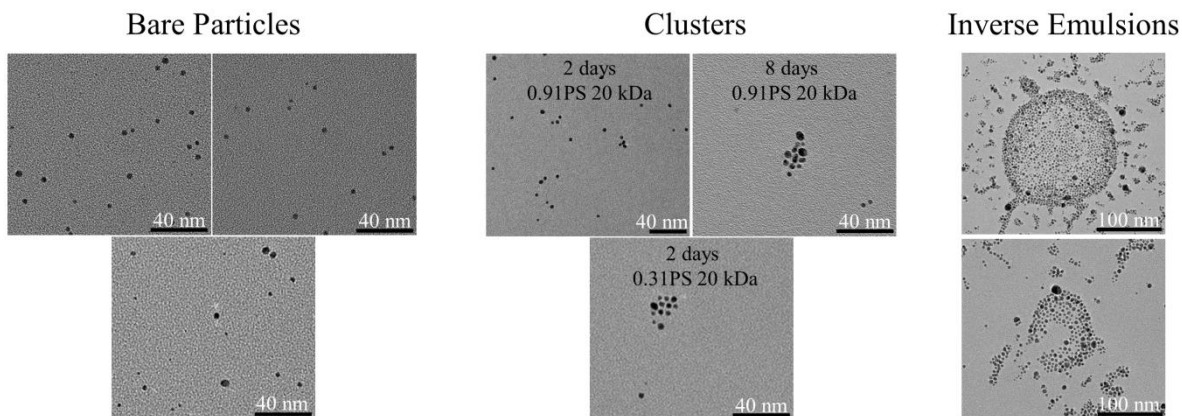 Bare Particles
Clusters
Inverse Emulsions
40 nm
40 nm
2 days
0.91PS 20 kDa
40 nm
8 days
0.91PS 20 kDa
40 nm
100 nm
40 nm
2 days
0.31PS 20 kDa
40 nm
100 nm